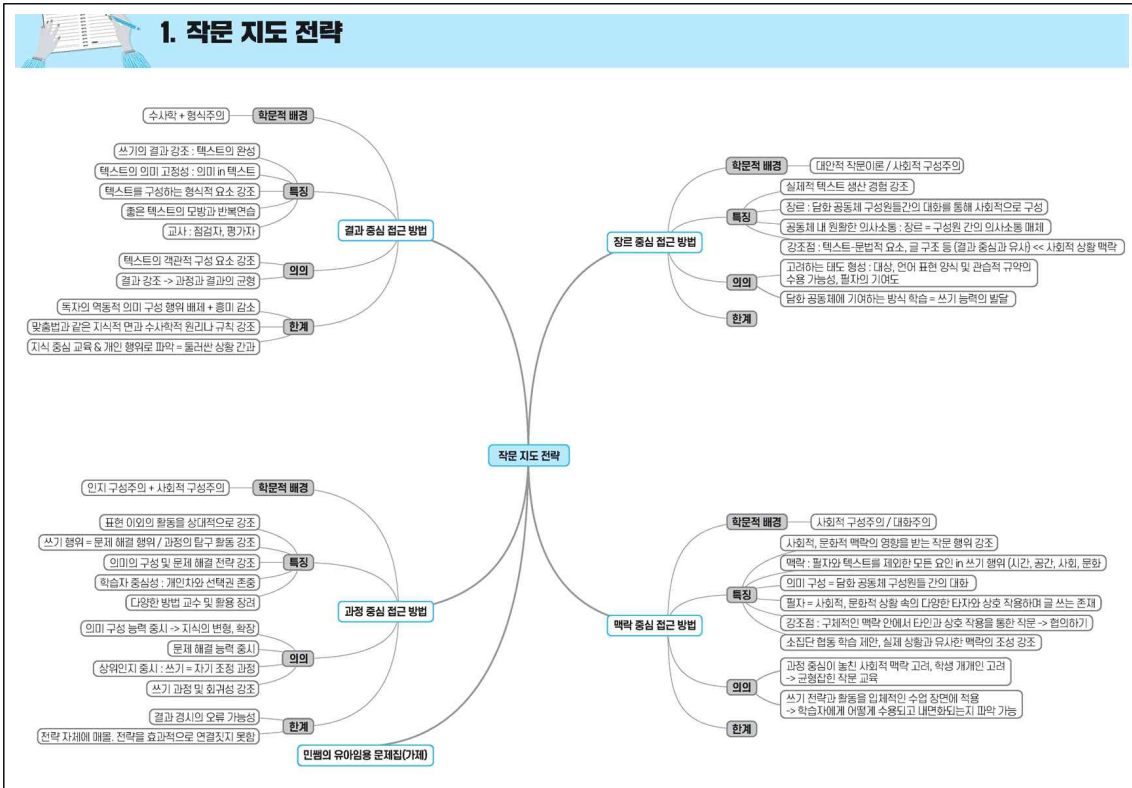 1. 작문 지도 전략
수사학 + 형식주의
학문적 배경
쓰기의 결과 강조 : 텍스트의 완성
텍스트의 의미 고정성 : 의미 in 텍스트
텍스트를 구성하는 형식적 요소 강조
좋은 텍스트의 모방과 반복연습
교사 : 점검자, 평가자
특징
텍스트의 객관적 구성 요소 강조
결과 강조 -> 과정과 결과의 균형
의의
독자의 역동적 의미 구성 행위 배제 + 흥미 감소
맞춤법과 같은 지식적 면과 수사학적 원리나 규칙 강조
지식 중심 교육 & 개인 행위로 파악 = 둘러싼 상황 간과
한계
결과 중심 접근 방법
장르 중심 접근 방법
학문적 배경
대안적 작문이론 / 사회적 구성주의
특징
실제적 텍스트 생산 경험 강조
장르 : 담화 공동체 구성원들간의 대화를 통해 사회적으로 구성
공동체 내 원활한 의사소통 : 장르 = 구성원 간의 의사소통 매체
강조점 : 텍스트-문법적 요소, 글 구조 등 (결과 중심과 유사) << 사회적 상황 맥락
의의
고려하는 태도 형성 : 대상, 언어 표현 양식 및 관습적 규약의
수용 가능성, 필자의 기여도
담화 공동체에 기여하는 방식 학습 = 쓰기 능력의 발달
한계
작문 지도 전략
인지 구성주의 + 사회적 구성주의
학문적 배경
표현 이외의 활동을 상대적으로 강조
쓰기 행위 = 문제 해결 행위 / 과정의 탐구 활동 강조
의미의 구성 및 문제 해결 전략 강조
학습자 중심성 : 개인차와 선택권 존중
다양한 방법 교수 및 활용 장려
특징
의미 구성 능력 중시 -> 지식의 변형, 확장
문제 해결 능력 중시
상위인지 중시 : 쓰기 = 자기 조정 과정
쓰기 과정 및 회귀성 강조
의의
결과 경시의 오류 가능성
전략 자체에 매몰. 전략을 효과적으로 연결짓지 못함
한계
과정 중심 접근 방법
민쌤의 유아임용 문제집(가제)
맥락 중심 접근 방법
학문적 배경
사회적 구성주의 / 대화주의
특징
사회적, 문화적 맥락의 영향을 받는 작문 행위 강조
맥락 : 필자와 텍스트를 제외한 모든 요인 in 쓰기 행위 (시간, 공간, 사회, 문화
의미 구성 = 담화 공동체 구성원들 간의 대화
필자 = 사회적, 문화적 상황 속의 다양한 타자와 상호 작용하며 글 쓰는 존재
강조점 : 구체적인 맥락 안에서 타인과 상호 작용을 통한 작문 -> 협의하기
소집단 협동 학습 제안, 실제 상황과 유사한 맥락의 조성 강조
의의
과정 중심이 놓친 사회적 맥락 고려, 학생 개개인 고려
-> 균형잡힌 작문 교육
쓰기 전략과 활동을 입체적인 수업 장면에 적용
-> 학습자에게 어떻게 수용되고 내면화되는지 파악 가능
한계